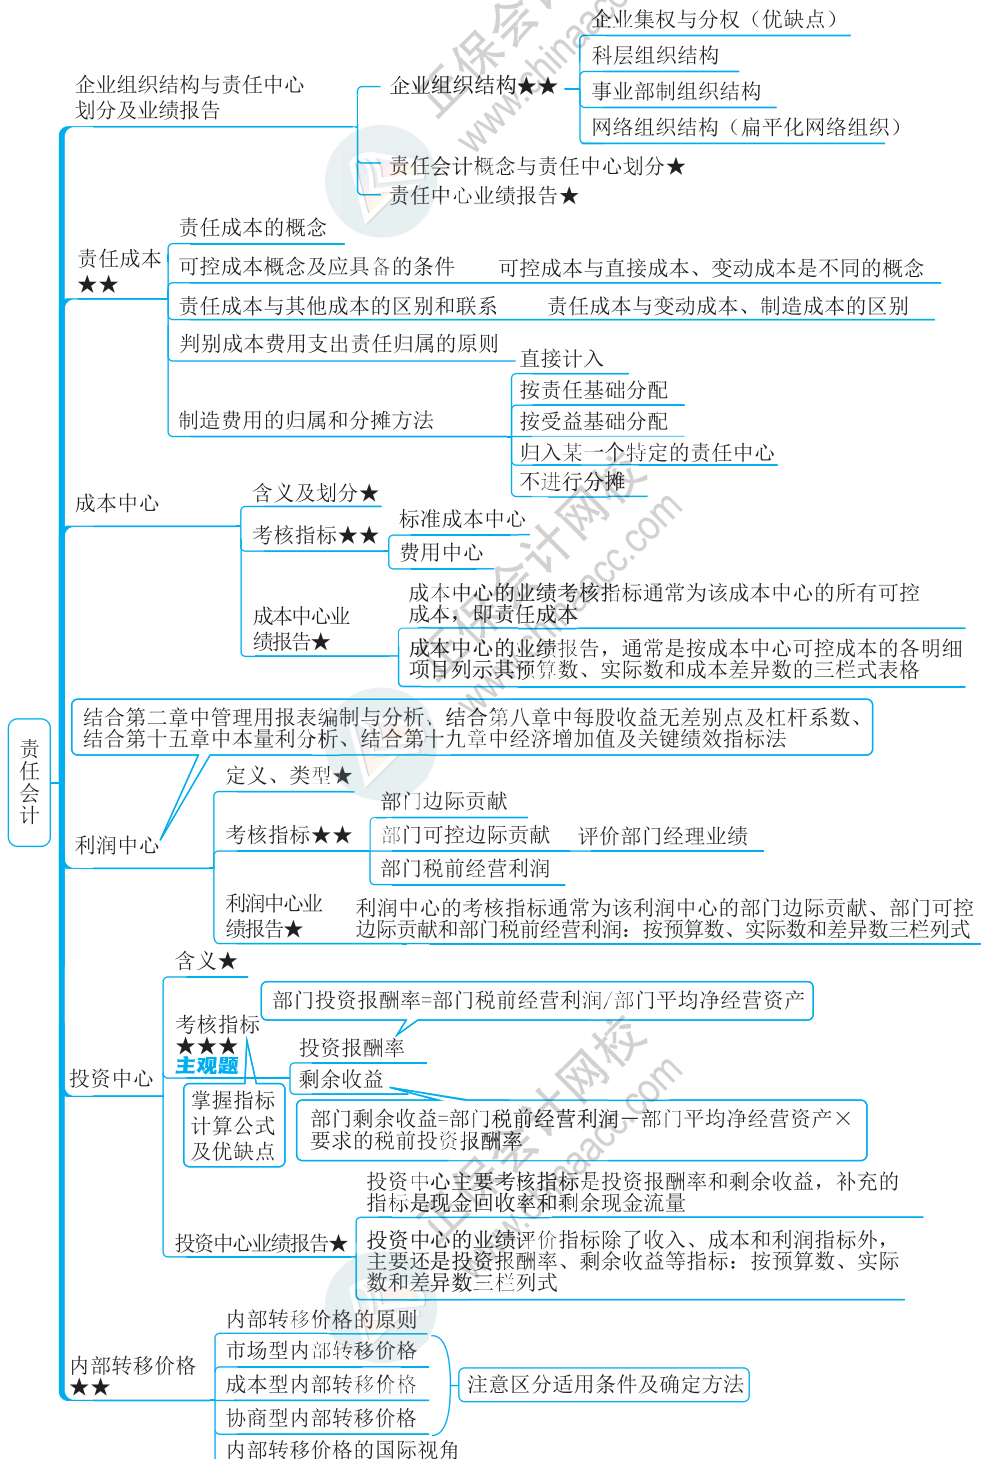 企业集权与分权（优缺点）
科层组织结构
企业组织结构与责任中心
划分及业绩报告
企业组织结构★★
事业部制组织结构
网络组织结构（扁平化网络组织）
责任会计概念与责任中心划分★
责任中心业绩报告★
责任成本
★★
责任成本的概念
可控成本概念及应具备的条件 可控成本与直接成本、变动成本是不同的概念
责任成本与其他成本的区别和联系 责任成本与变动成本、制造成本的区别
判别成本费用支出责任归属的原则
制造费用的归属和分摊方法
直接计入
按责任基础分配
按受益基础分配
归入某一个特定的责任中心
不进行分摊
成本中心
含义及划分★
考核指标★★
标准成本中心
费用中心
成本中心业
绩报告★
成本中心的业绩考核指标通常为该成本中心的所有可控
成本，即责任成本
成本中心的业绩报告，通常是按成本中心可控成本的各明细
项目列示其预算数、实际数和成本差异数的三栏式表格
结合第二章中管理用报表编制与分析、结合第八章中每股收益无差别点及杠杆系数、
结合第十五章中本量利分析、结合第十九章中经济增加值及关键绩效指标法
责任会计
利润中心
定义、类型★
考核指标★★
部门边际贡献
部门可控边际贡献 评价部门经理业绩
部门税前经营利润
利润中心业
绩报告★
利润中心的考核指标通常为该利润中心的部门边际贡献、部门可控
边际贡献和部门税前经营利润：按预算数、实际数和差异数三栏列式
投资中心
含义★
考核指标
★★★
主观题
掌握指标
计算公式
及优缺点
部门投资报酬率=部门税前经营利润/部门平均净经营资产
投资报酬率
剩余收益
部门剩余收益=部门税前经营利润－部门平均净经营资产×
要求的税前投资报酬率
投资中心业绩报告★
投资中心主要考核指标是投资报酬率和剩余收益，补充的
指标是现金回收率和剩余现金流量
投资中心的业绩评价指标除了收入、成本和利润指标外，
主要还是投资报酬率、剩余收益等指标：按预算数、实际
数和差异数三栏列式
内部转移价格
★★
内部转移价格的原则
市场型内部转移价格
成本型内部转移价格
协商型内部转移价格
内部转移价格的国际视角
注意区分适用条件及确定方法
正保会计网校
www.chinaacc.com
正保会计网校
www.chinaacc.com